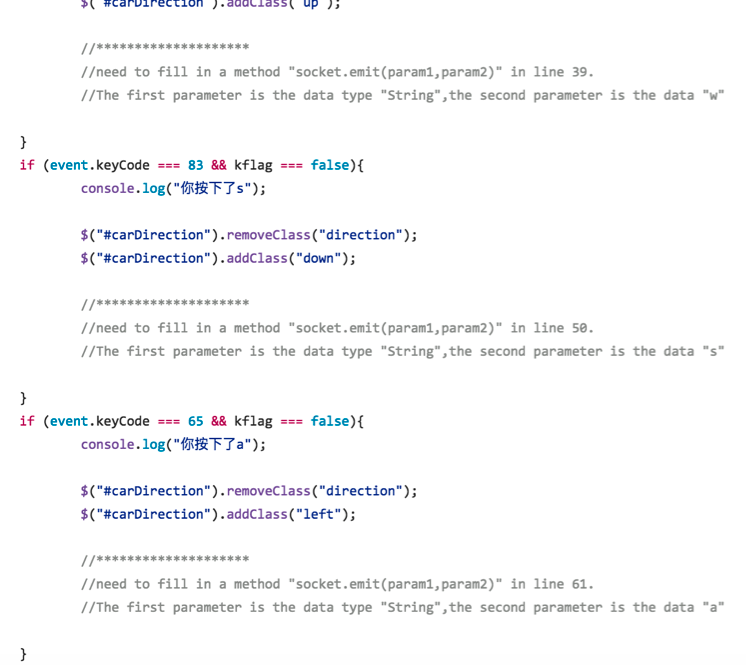 $("#carDirection").addClass("up");
//********************
//need to fill in a method "socket.emit(param1,param2)" in line 39.
//The first parameter is the data type "String",the second parameter is the data "w"
}
if (event.keyCode === 83 && kflag === false){
console.log("你按下了s");
$("#carDirection").removeClass("direction");
$("#carDirection").addClass("down");
//********************
//need to fill in a method "socket.emit(param1,param2)" in line 50.
//The first parameter is the data type "String",the second parameter is the data "s"
}
if (event.keyCode === 65 && kflag === false){
console.log("你按下了a");
$("#carDirection").removeClass("direction");
$("#carDirection").addClass("left");
//********************
//need to fill in a method "socket.emit(param1,param2)" in line 61.
//The first parameter is the data type "String",the second parameter is the data "a"
}